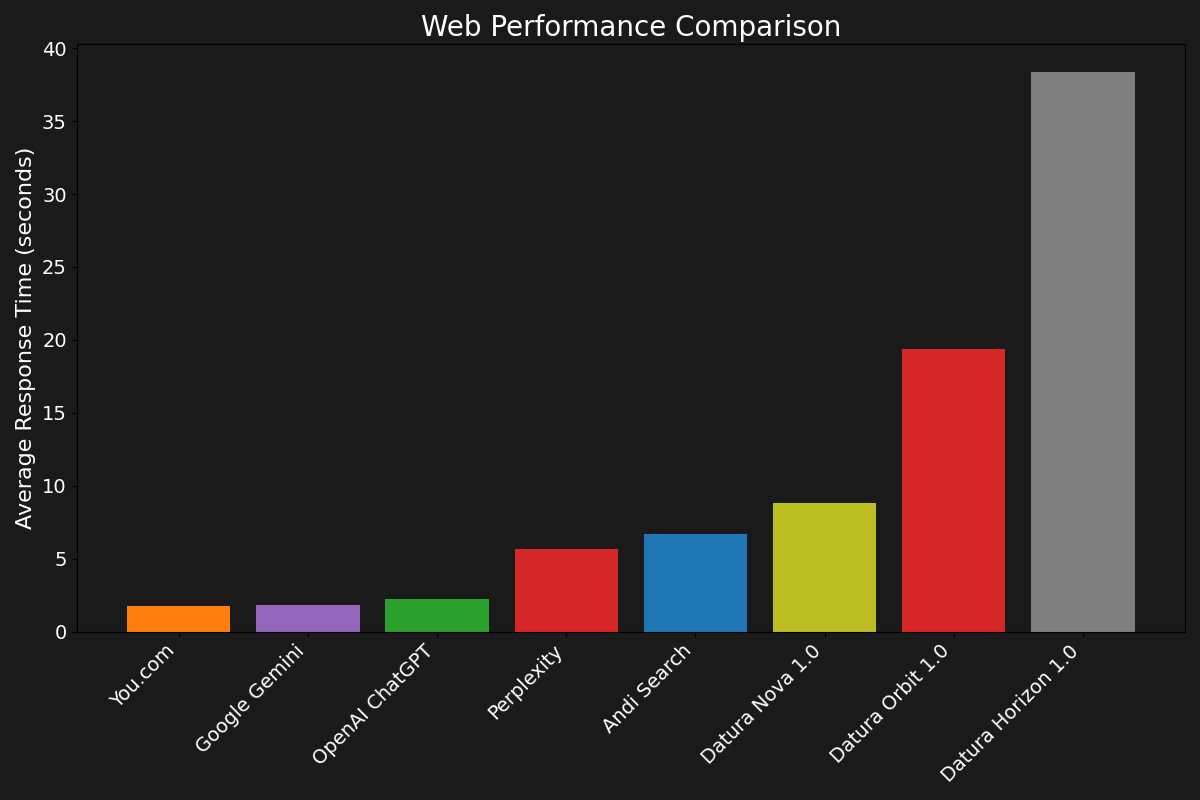 Web Performance Comparison
Average Response Time (seconds)
40
35
30
25
20
15
10
5
0
You.com
Google Gemini
OpenAI ChatGPT
Perplexity
Andi Search
Datura Nova 1.0
Datura Orbit 1.0
Datura Horizon 1.0